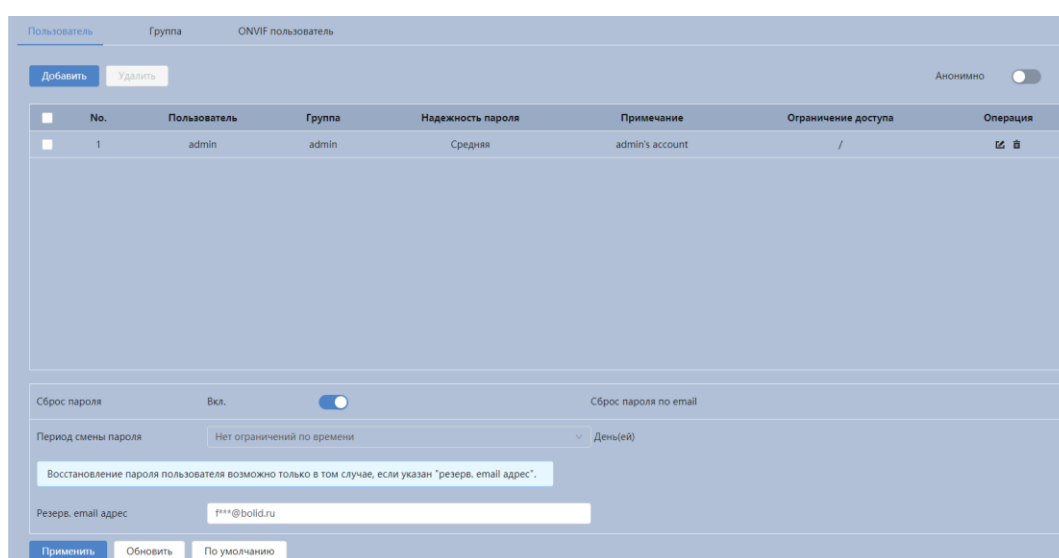 Пользователь Группа ONVIF пользователь
Добавить Удалить Анонимно
No. Пользователь Группа Надежность пароля Примечание Ограничение доступа Операция
1 admin admin Средняя admin's account /
Сброс пароля Вкл. Сброс пароля по email
Период смены пароля Нет ограничений по времени День(ей)
Восстановление пароля пользователя возможно только в том случае, если указан "резерв. email адрес".
Резерв. email адрес f***@bolid.ru
Применить Обновить По умолчанию